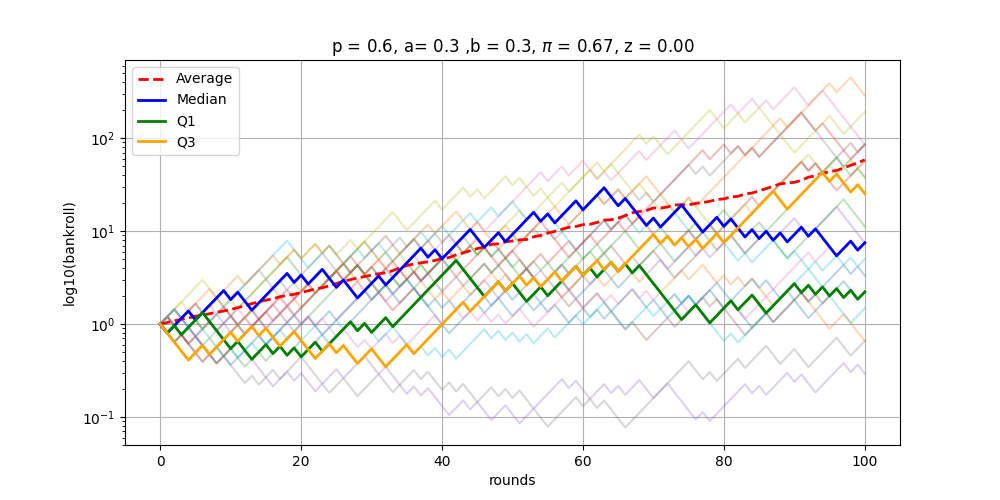 p = 0.6, a= 0.3 ,b = 0.3, π = 0.67, z = 0.00
Average
Median
Q1
Q3
log10(bankroll)
10²
10¹
10⁰
10⁻¹
0 20 40 60 80 100
rounds